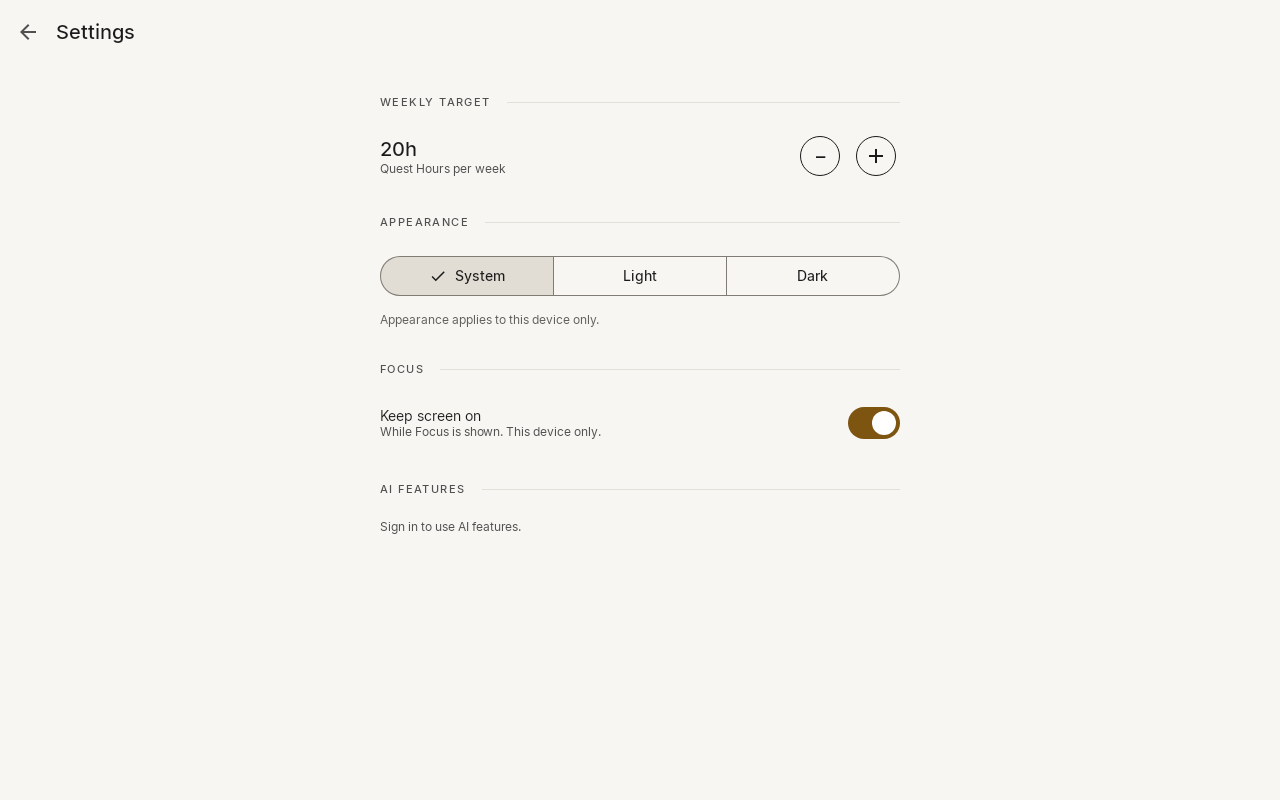 Settings
WEEKLY TARGET
20h
Quest Hours per week
APPEARANCE
System
Light
Dark
Appearance applies to this device only.
FOCUS
Keep screen on
While Focus is shown. This device only.
AI FEATURES
Sign in to use AI features.